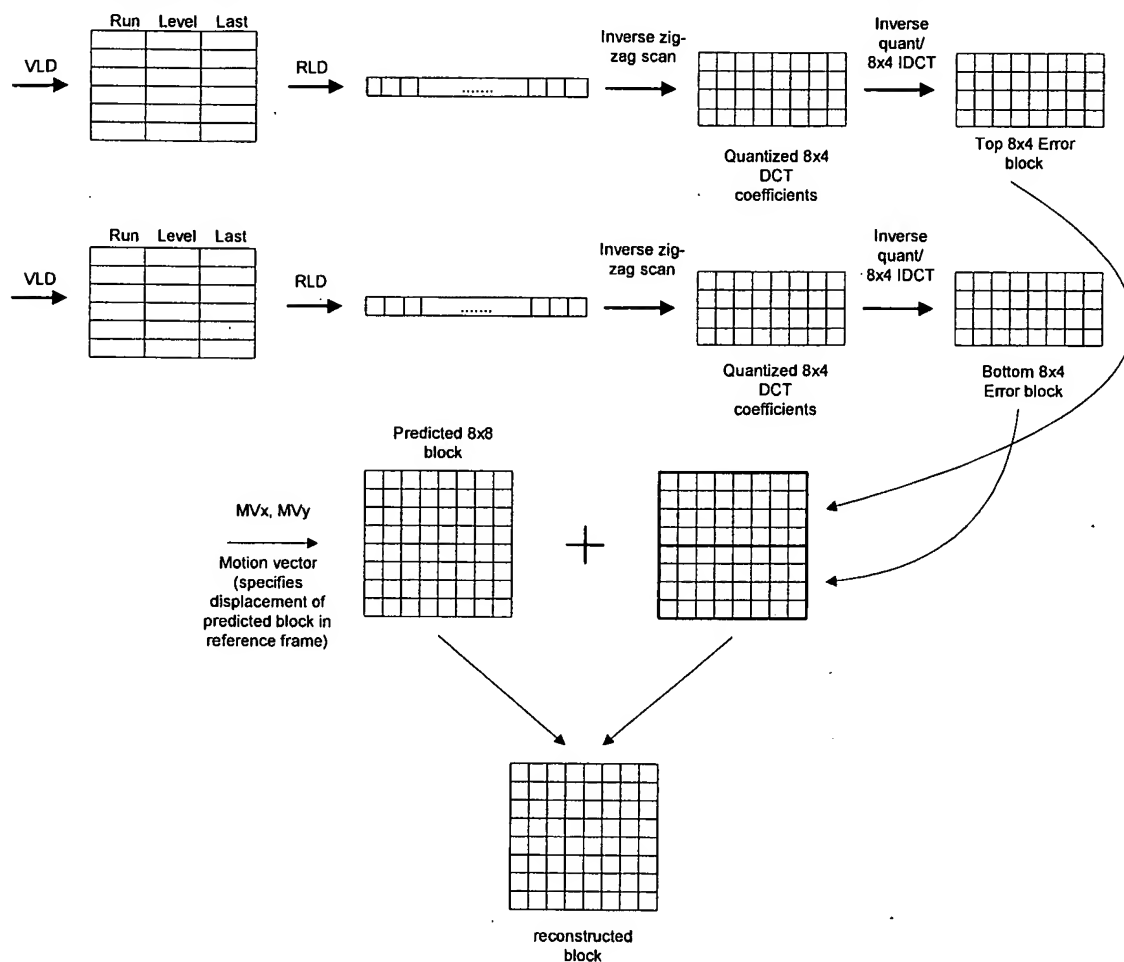 Run Level Last
VLD
RLD
.......
Inverse zig-
zag scan
Quantized 8x4
DCT
coefficients
Inverse
quant/
8x4 IDCT
Top 8x4 Error
block
Run Level Last
VLD
RLD
.......
Inverse zig-
zag scan
Quantized 8x4
DCT
coefficients
Inverse
quant/
8x4 IDCT
Bottom 8x4
Error block
Predicted 8x8
block
MVx, MVy
Motion vector
(specifies
displacement of
predicted block in
reference frame)
+
reconstructed
block